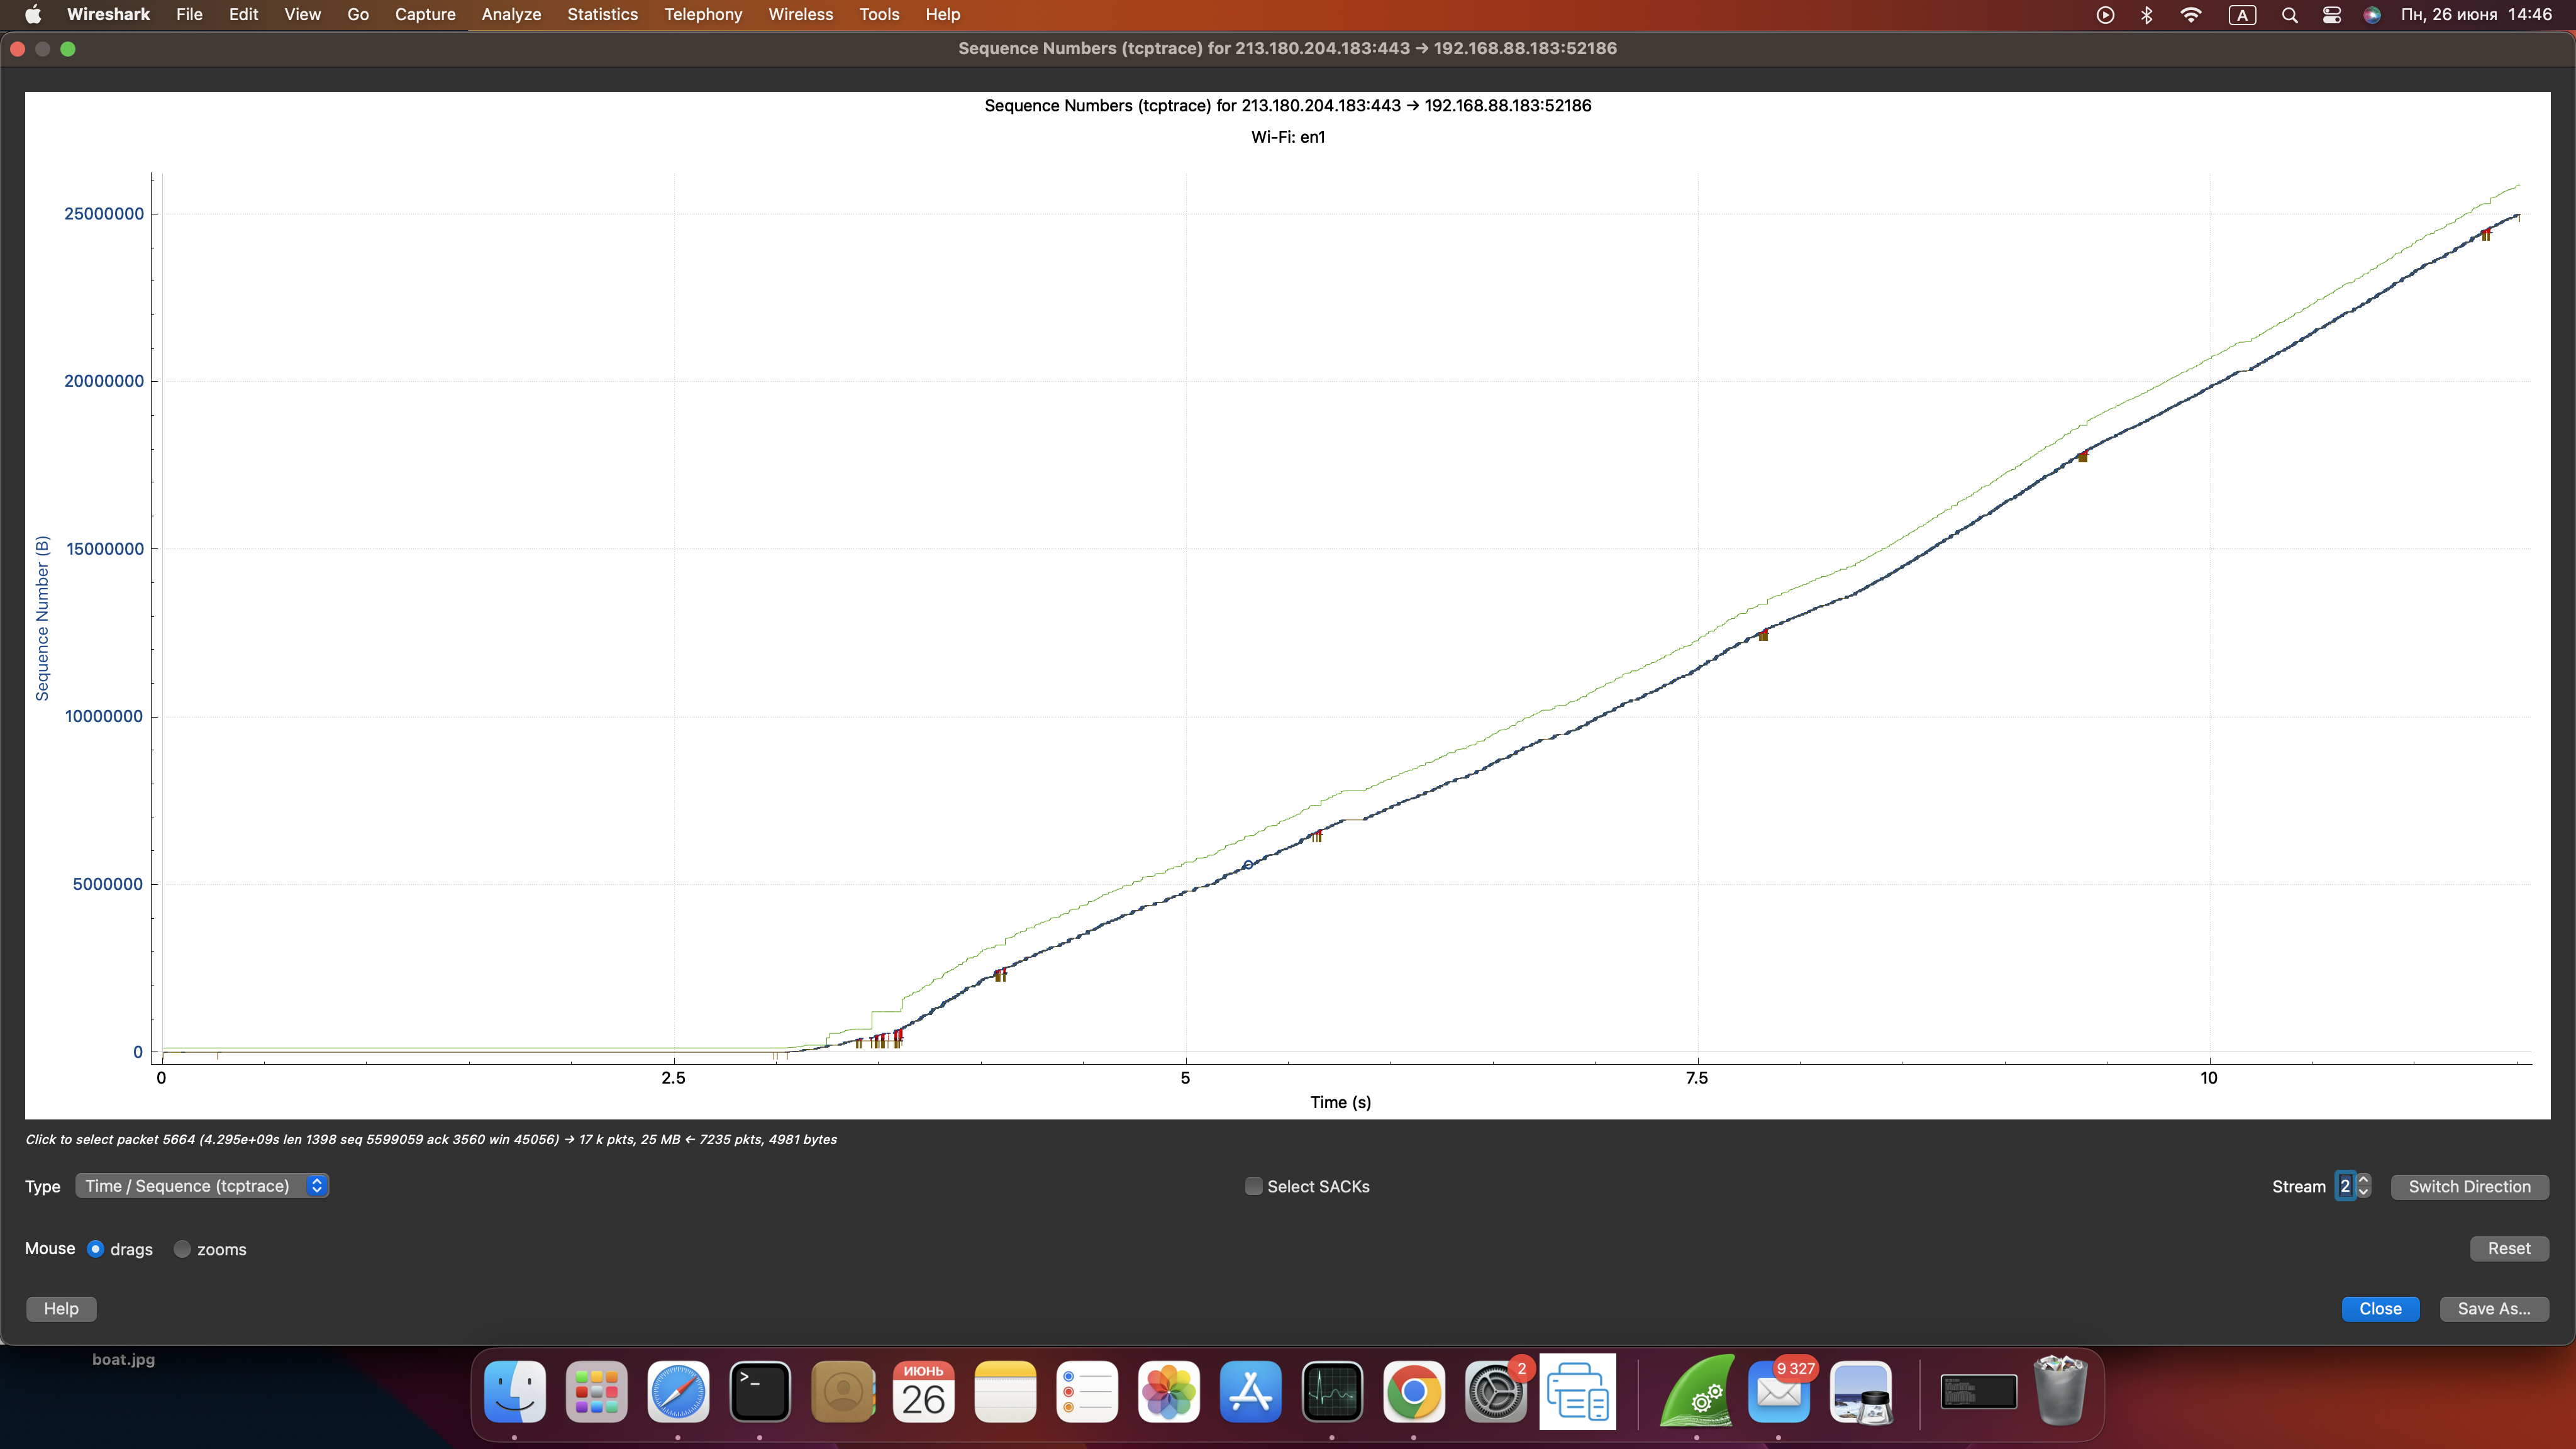 Wireshark File Edit View Go Capture Analyze Statistics Telephony Wireless Tools Help A Пн, 26 июня 14:46
Sequence Numbers (tcptrace) for 213.180.204.183:443 → 192.168.88.183:52186
Sequence Numbers (tcptrace) for 213.180.204.183:443 → 192.168.88.183:52186
Wi-Fi: en1
25000000
20000000
15000000
10000000
5000000
0
Sequence Number (B)
0 2.5 5 7.5 10
Time (s)
Click to select packet 5664 (4.295e+09s len 1398 seq 5599059 ack 3560 win 45056) → 17 k pkts, 25 MB ← 7235 pkts, 4981 bytes
Type Time / Sequence (tcptrace) Select SACKs Stream 2 Switch Direction
Mouse drags zooms Reset
Help Close Save As...
boat.jpg
>_ ИЮНЬ 26 2 9 327